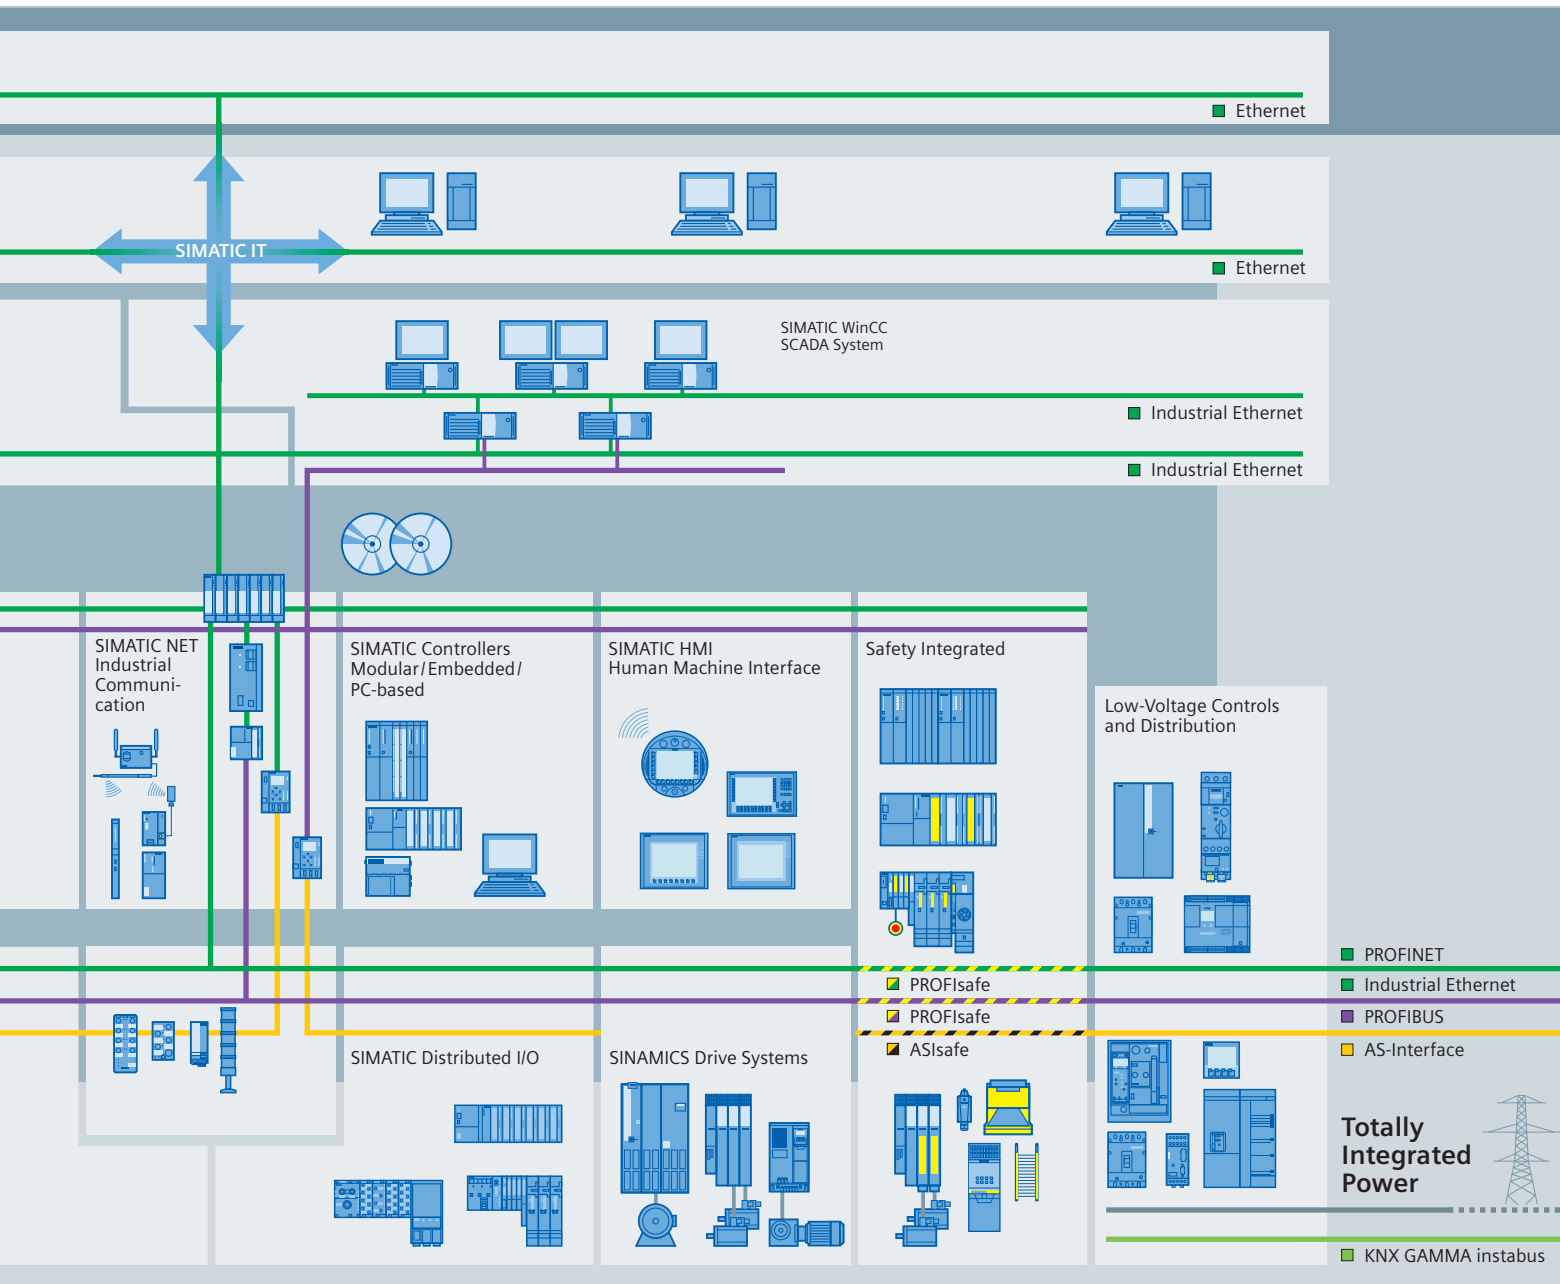 Ethernet
SIMATIC IT
Ethernet
SIMATIC WinCC
SCADA System
Industrial Ethernet
Industrial Ethernet
SIMATIC NET
Industrial
Communi-
cation
SIMATIC Controllers
Modular/Embedded/
PC-based
SIMATIC HMI
Human Machine Interface
Safety Integrated
Low-Voltage Controls
and Distribution
PROFINET
PROFIsafe
Industrial Ethernet
PROFIsafe
PROFIBUS
ASIsafe
AS-Interface
SIMATIC Distributed I/O
SINAMICS Drive Systems
Totally
Integrated
Power
KNX GAMMA instabus